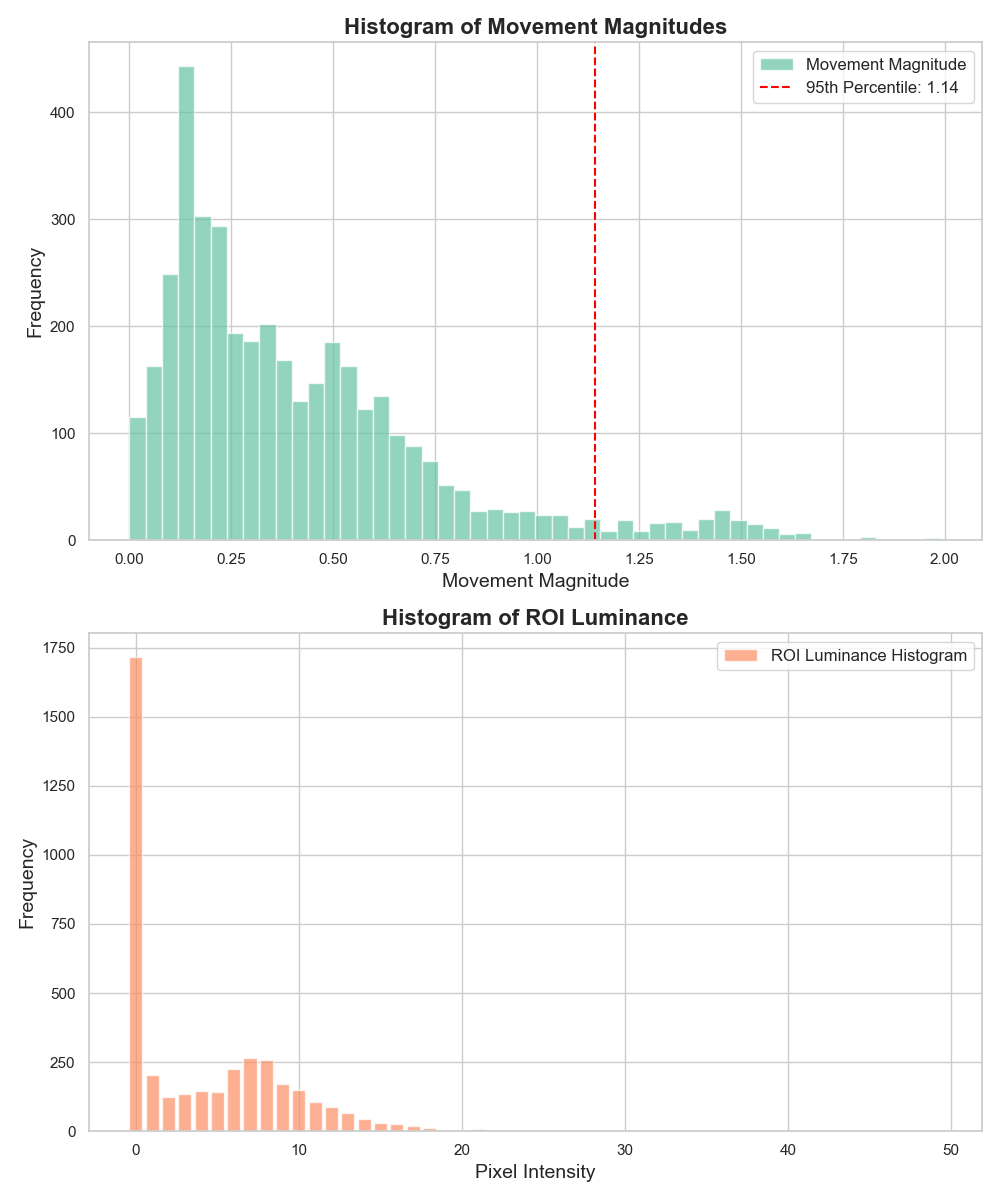 Histogram of Movement Magnitudes
Movement Magnitude
95th Percentile: 1.14
Frequency
400
300
200
100
0
0.00 0.25 0.50 0.75 1.00 1.25 1.50 1.75 2.00
Movement Magnitude
Histogram of ROI Luminance
ROI Luminance Histogram
Frequency
1750
1500
1250
1000
750
500
250
0
0 10 20 30 40 50
Pixel Intensity